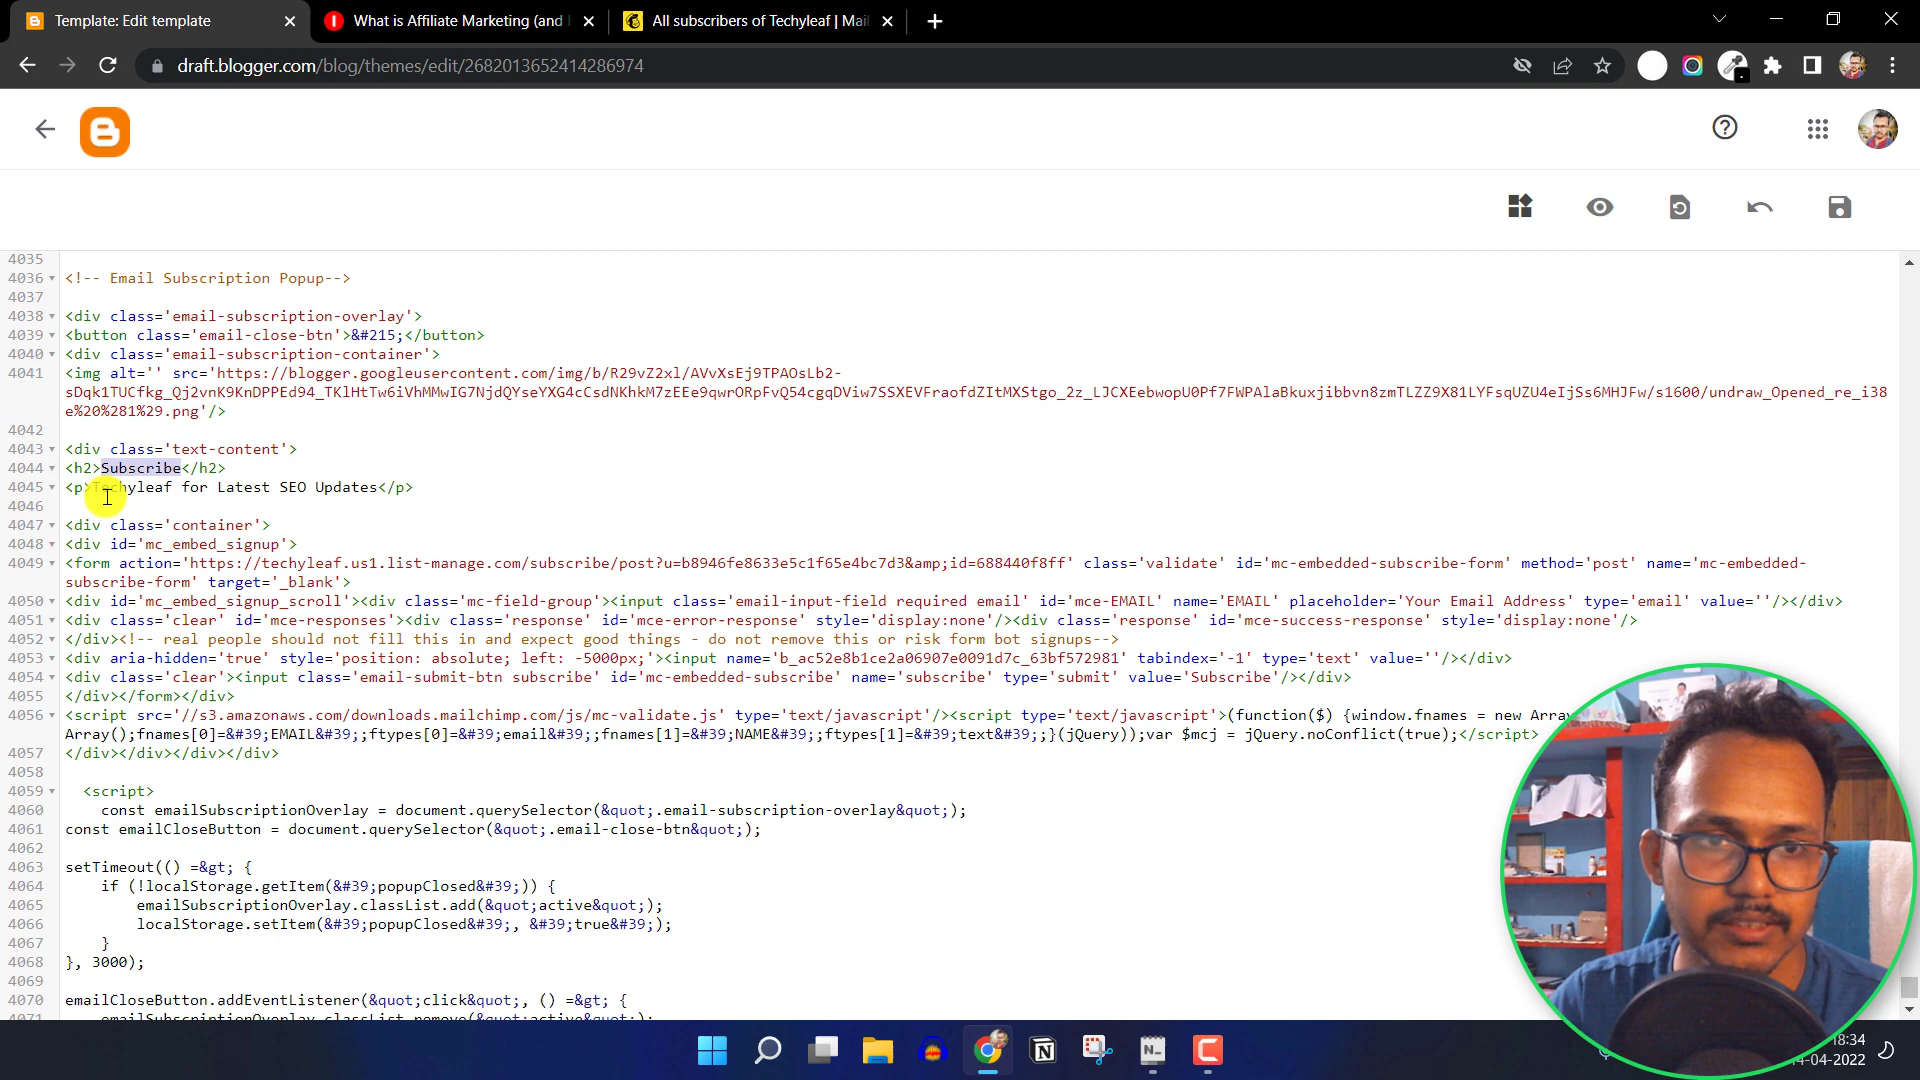 Template: Edit template
What is Affiliate Marketing (and
All subscribers of Techyleaf | Mail
draft.blogger.com/blog/themes/edit/2682013652414286974
4035
4036 <!-- Email Subscription Popup-->
4037
4038 <div class='email-subscription-overlay'>
4039 <button class='email-close-btn'>&#215;</button>
4040 <div class='email-subscription-container'>
4041 <img alt='' src='https://blogger.googleusercontent.com/img/b/R29vZ2xl/AVvXsEj9TPAOsLb2-
sDqk1TUCfkg_Qj2vnK9KnDPPEd94_TKlHtTw6iVhMMwIG7NjdQYseYXG4cCsdNKhkM7zEEe9qwrORpFvQ54cgqDViw7SSXEVFraofdZItMXStgo_2z_LJCXEebwopU0Pf7FWPAlaBkuxjibbvn8zmTLZZ9X81LYFsqUZU4eIjSs6MHJFw/s1600/undraw_Opened_re_i38
e%20%281%29.png'/>
4042
4043 <div class='text-content'>
4044 <h2>Subscribe</h2>
4045 <p>Techyleaf for Latest SEO Updates</p>
4046
4047 <div class='container'>
4048 <div id='mc_embed_signup'>
4049 <form action='https://techyleaf.us1.list-manage.com/subscribe/post?u=b8946fe8633e5c1f65e4bc7d3&amp;id=688440f8ff' class='validate' id='mc-embedded-subscribe-form' method='post' name='mc-embedded-
subscribe-form' target='_blank'>
4050 <div id='mc_embed_signup_scroll'><div class='mc-field-group'><input class='email-input-field required email' id='mce-EMAIL' name='EMAIL' placeholder='Your Email Address' type='email' value=''/></div>
4051 <div class='clear' id='mce-responses'><div class='response' id='mce-error-response' style='display:none'/><div class='response' id='mce-success-response' style='display:none'/>
4052 </div><!-- real people should not fill this in and expect good things - do not remove this or risk form bot signups-->
4053 <div aria-hidden='true' style='position: absolute; left: -5000px;'><input name='b_ac52e8b1ce2a06907e0091d7c_63bf572981' tabindex='-1' type='text' value=''/></div>
4054 <div class='clear'><input class='email-submit-btn subscribe' id='mc-embedded-subscribe' name='subscribe' type='submit' value='Subscribe'/></div>
4055 </div></form></div>
4056 <script src='//s3.amazonaws.com/downloads.mailchimp.com/js/mc-validate.js' type='text/javascript'/><script type='text/javascript'>(function($) {window.fnames = new Array
Array();fnames[0]=&#39;EMAIL&#39;;ftypes[0]=&#39;email&#39;;fnames[1]=&#39;NAME&#39;;ftypes[1]=&#39;text&#39;;}(jQuery));var $mcj = jQuery.noConflict(true);</script>
4057 </div></div></div></div>
4058
4059 <script>
4060 const emailSubscriptionOverlay = document.querySelector(&quot;.email-subscription-overlay&quot;);
4061 const emailCloseButton = document.querySelector(&quot;.email-close-btn&quot;);
4062
4063 setTimeout(() =&gt; {
4064 if (!localStorage.getItem(&#39;popupClosed&#39;)) {
4065 emailSubscriptionOverlay.classList.add(&quot;active&quot;);
4066 localStorage.setItem(&#39;popupClosed&#39;, &#39;true&#39;);
4067 }
4068 }, 3000);
4069
4070 emailCloseButton.addEventListener(&quot;click&quot;, () =&gt; {
4071 emailSubscriptionOverlay.classList.remove(&quot;active&quot;);
18:34
-04-2022